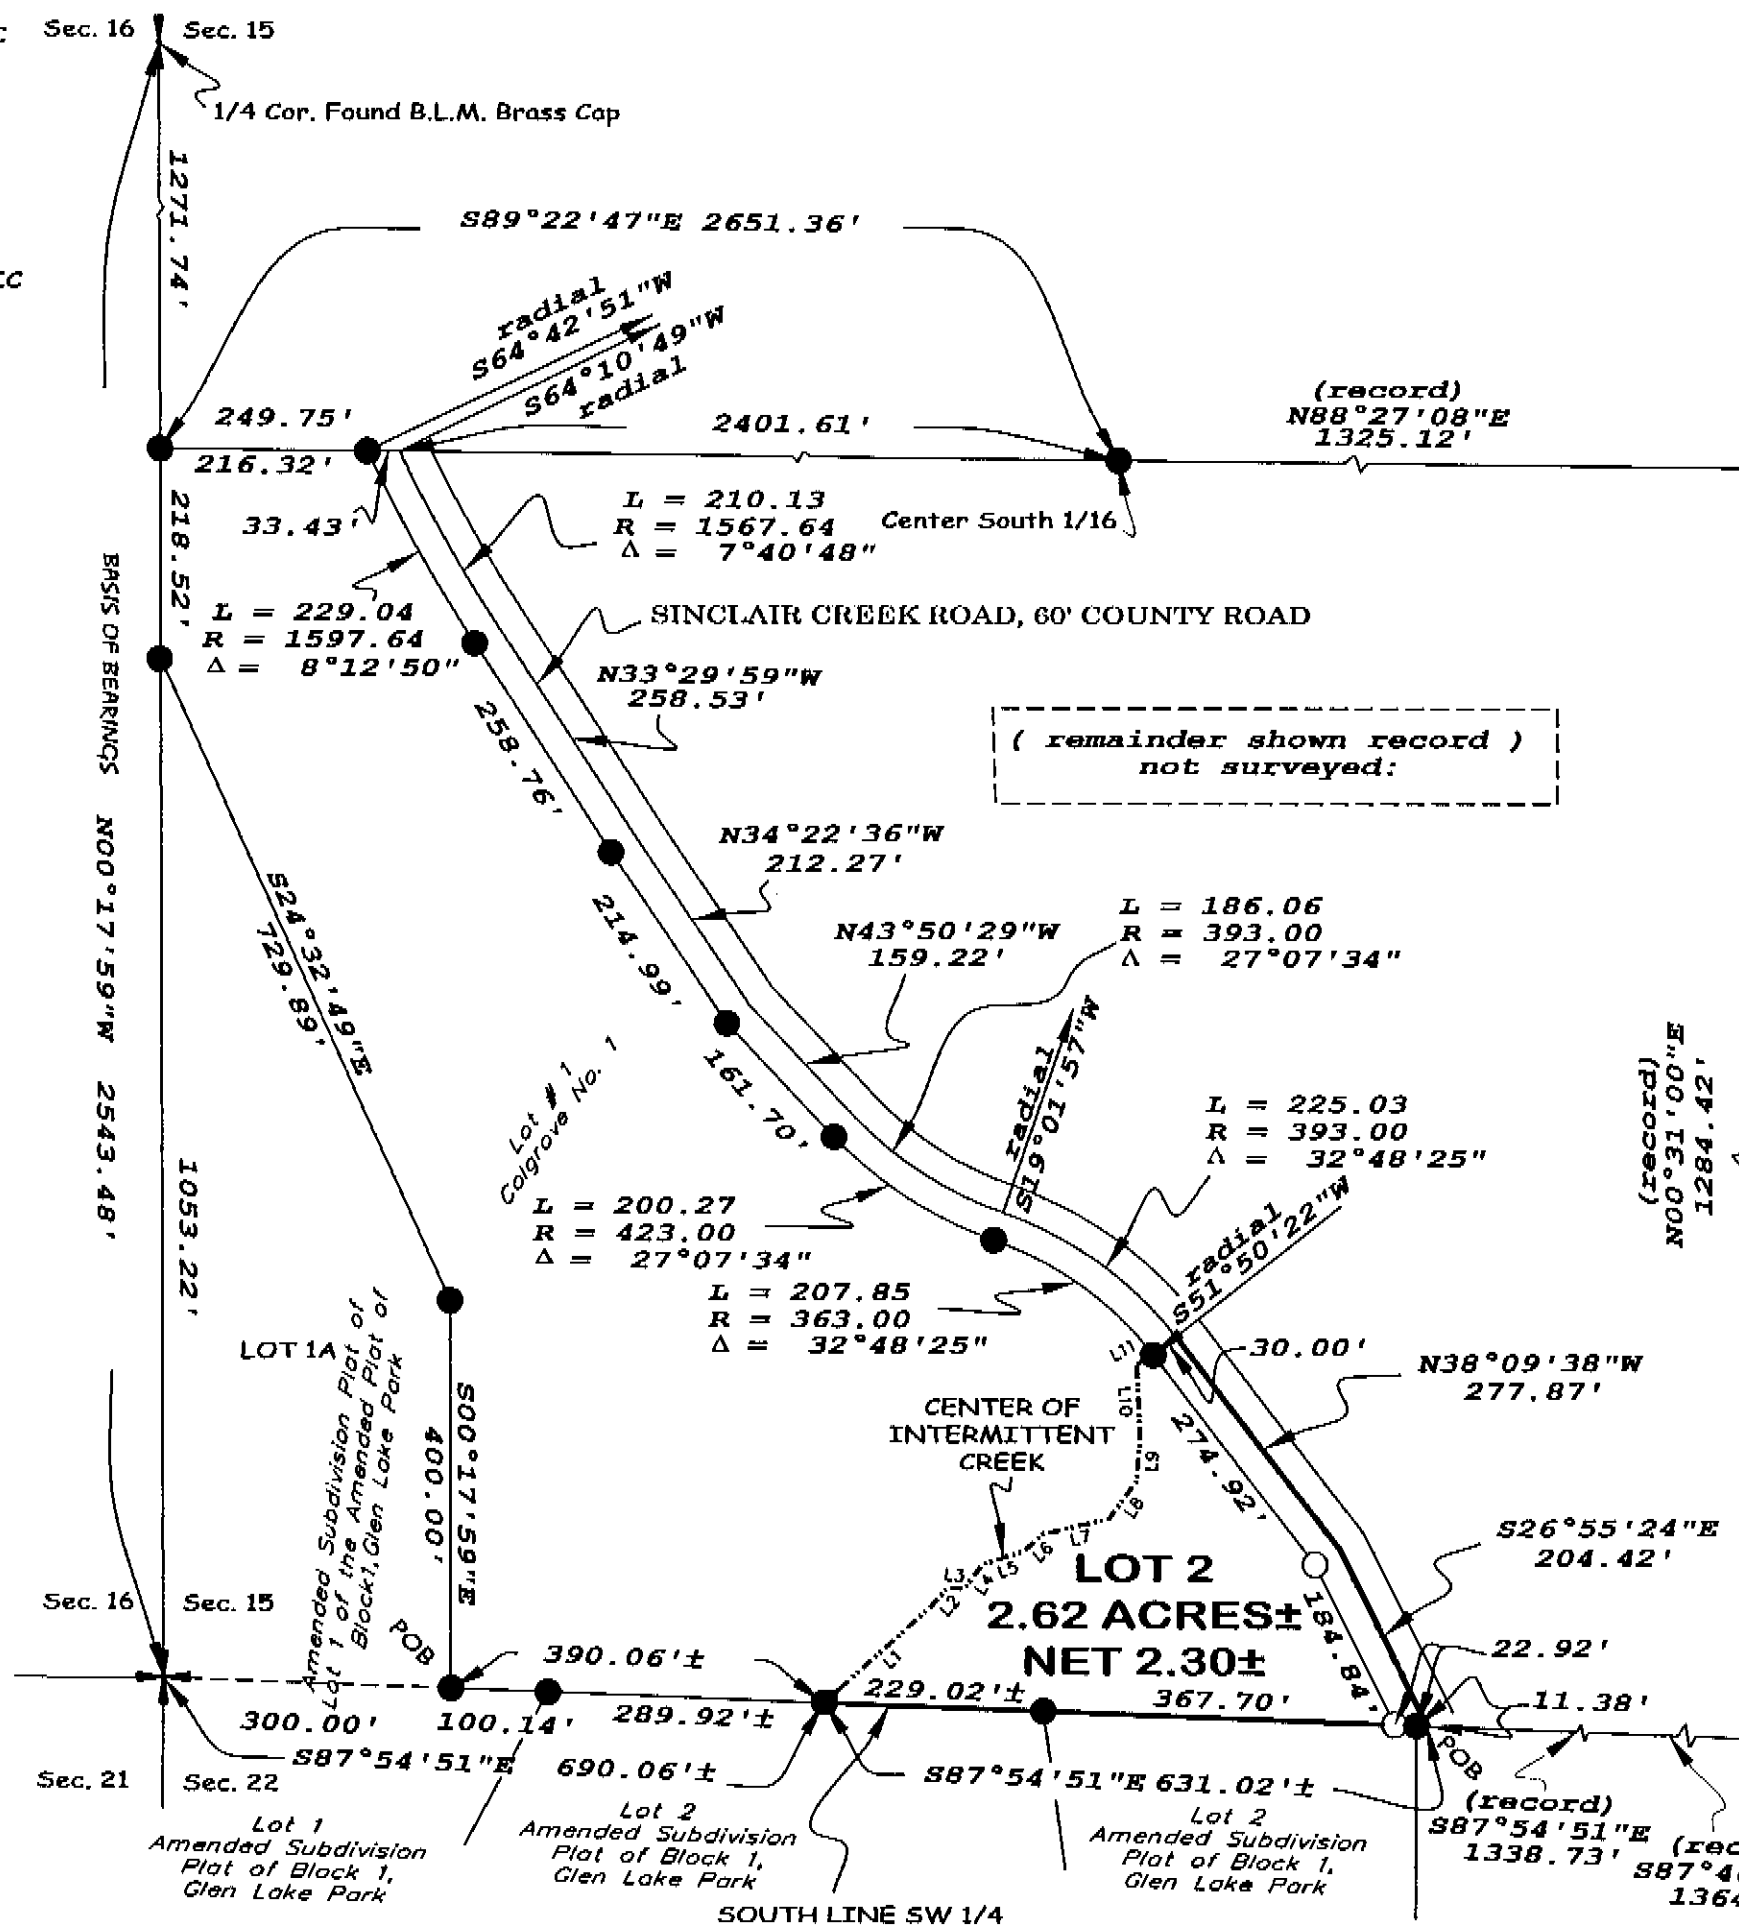 Sec. 16
Sec. 15
1/4 Cor. Found B.L.M. Brass Cap
1271.74'
S89°22'47"E 2651.36'
radial
S64°42'51"W
S64°10'49"W
radial
(record)
N88°27'08"E
1325.12'
249.75'
2401.61'
216.32'
33.43'
218.52'
L = 210.13
R = 1567.64
Δ = 7°40'48"
Center South 1/16
L = 229.04
R = 1597.64
Δ = 8°12'50"
SINCLAIR CREEK ROAD, 60' COUNTY ROAD
N33°29'59"W
258.53'
258.76'
( remainder shown record )
not surveyed:
BASIS OF BEARINGS N00°17'59"W 2543.48'
N34°22'36"W
212.27'
S24°32'49"E
729.89'
214.99'
N43°50'29"W
159.22'
L = 186.06
R = 393.00
Δ = 27°07'34"
161.70'
Lot # 1
Colgrove No. 1
radial
S19°01'57"W
(record)
N00°31'00"E
1284.42'
L = 225.03
R = 393.00
Δ = 32°48'25"
1053.22'
L = 200.27
R = 423.00
Δ = 27°07'34"
radial
S51°50'22"W
L = 207.85
R = 363.00
Δ = 32°48'25"
LOT 1A
Amended Subdivision Plat of
Lot 1 of the Amended Plat of
Block1, Glen Lake Park
L11
30.00'
N38°09'38"W
277.87'
S00°17'59"E
400.00'
L10
CENTER OF
INTERMITTENT
CREEK
L9
274.92'
L8
L7
L6
L5
L4
L3
L2
L1
S26°55'24"E
204.42'
LOT 2
2.62 ACRES±
NET 2.30±
184.84'
Sec. 16
Sec. 15
POB
390.06'±
22.92'
229.02'±
367.70'
11.38'
300.00'
100.14'
289.92'±
S87°54'51"E
690.06'±
S87°54'51"E 631.02'±
POB
Sec. 21
Sec. 22
(record)
S87°54'51"E
1338.73'
Lot 1
Amended Subdivision
Plat of Block 1,
Glen Lake Park
Lot 2
Amended Subdivision
Plat of Block 1,
Glen Lake Park
Lot 2
Amended Subdivision
Plat of Block 1,
Glen Lake Park
SOUTH LINE SW 1/4